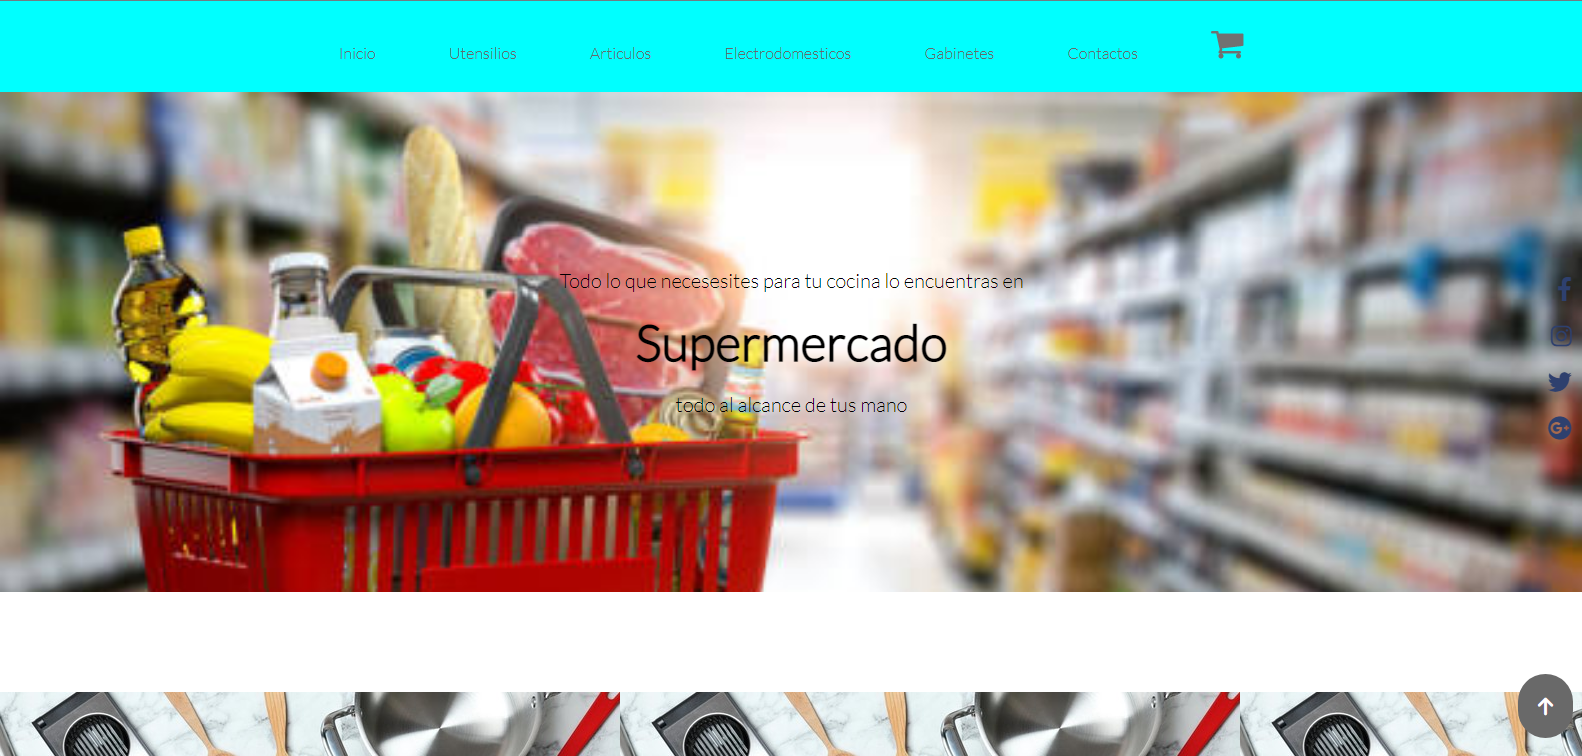 Inicio Utensilios Articulos Electrodomesticos Gabinetes Contactos
Todo lo que necesesites para tu cocina lo encuentras en
Supermercado
todo al alcance de tus mano